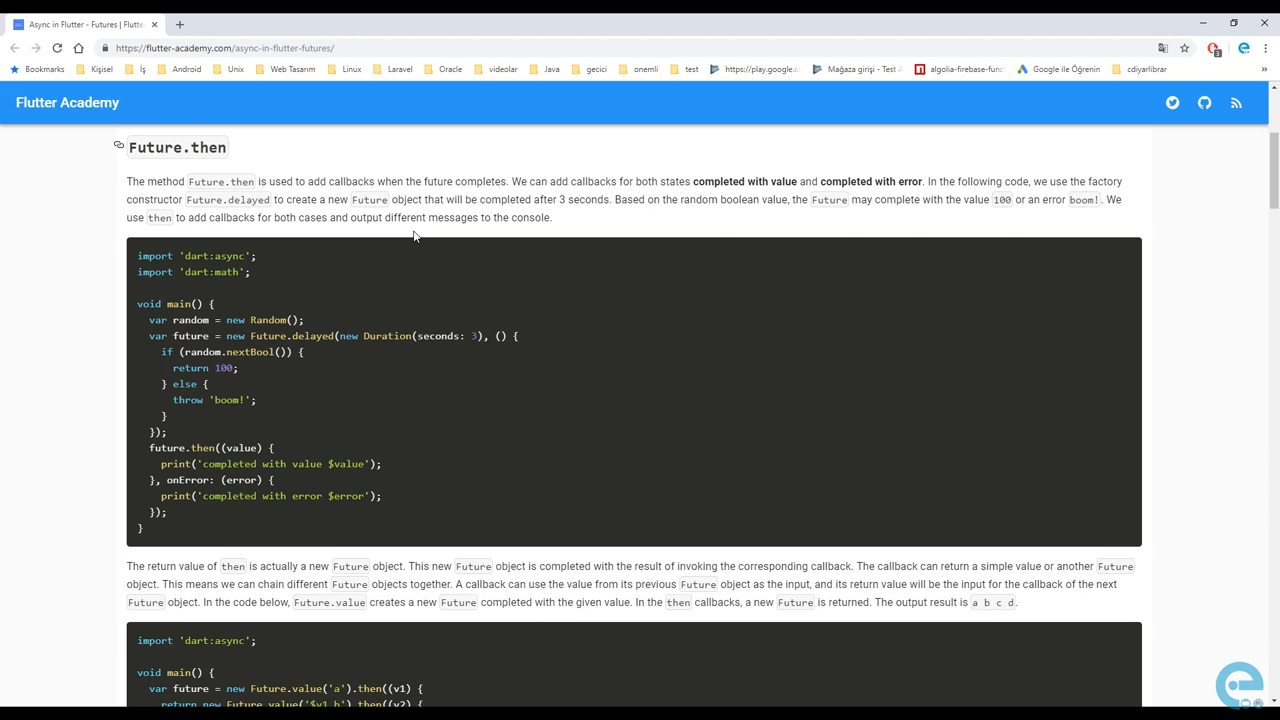 Async in Flutter - Futures | Flutte
https://flutter-academy.com/async-in-flutter-futures/
2
Bookmarks Kişisel İş Android Unix Web Tasarım Linux Laravel Oracle videolar Java geçici onemli test https://play.google.c Mağaza girişi - Test A algolia-firebase-func Google ile Öğrenin cdiyarlibrar »
Flutter Academy
Future.then
The method Future.then is used to add callbacks when the future completes. We can add callbacks for both states completed with value and completed with error. In the following code, we use the factory
constructor Future.delayed to create a new Future object that will be completed after 3 seconds. Based on the random boolean value, the Future may complete with the value 100 or an error boom!. We
use then to add callbacks for both cases and output different messages to the console.
import 'dart:async';
import 'dart:math';
void main() {
var random = new Random();
var future = new Future.delayed(new Duration(seconds: 3), () {
if (random.nextBool()) {
return 100;
} else {
throw 'boom!';
}
});
future.then((value) {
print('completed with value $value');
}, onError: (error) {
print('completed with error $error');
});
}
The return value of then is actually a new Future object. This new Future object is completed with the result of invoking the corresponding callback. The callback can return a simple value or another Future
object. This means we can chain different Future objects together. A callback can use the value from its previous Future object as the input, and its return value will be the input for the callback of the next
Future object. In the code below, Future.value creates a new Future completed with the given value. In the then callbacks, a new Future is returned. The output result is a b c d.
import 'dart:async';
void main() {
var future = new Future.value('a').then((v1) {
return new Future.value('$v1 b').then((v2) {